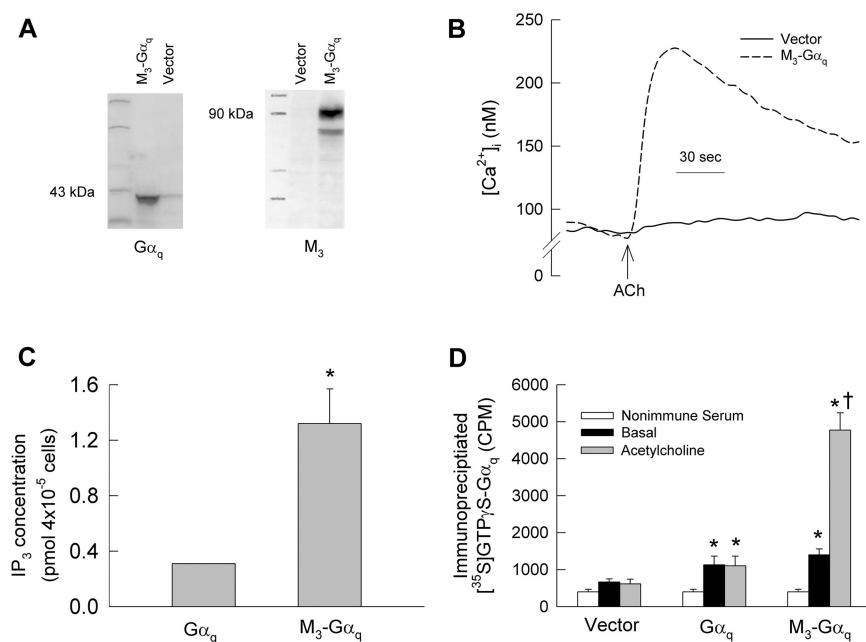 A
M3-Gαq
Vector
Vector
M3-Gαq
90 kDa
43 kDa
Gαq
M3
B
Vector
M3-Gαq
250
200
150
100
0
[Ca2+]i (nM)
30 sec
ACh
C
1.6
1.2
0.8
0.4
0.0
IP3 concentration
(pmol 4x10-5 cells)
*
Gαq
M3-Gαq
D
6000
5000
4000
3000
2000
1000
0
Immunopreciptiated
[35S]GTPγS-Gαq (CPM)
Nonimmune Serum
Basal
Acetylcholine
*†
* *
*
Vector
Gαq
M3-Gαq